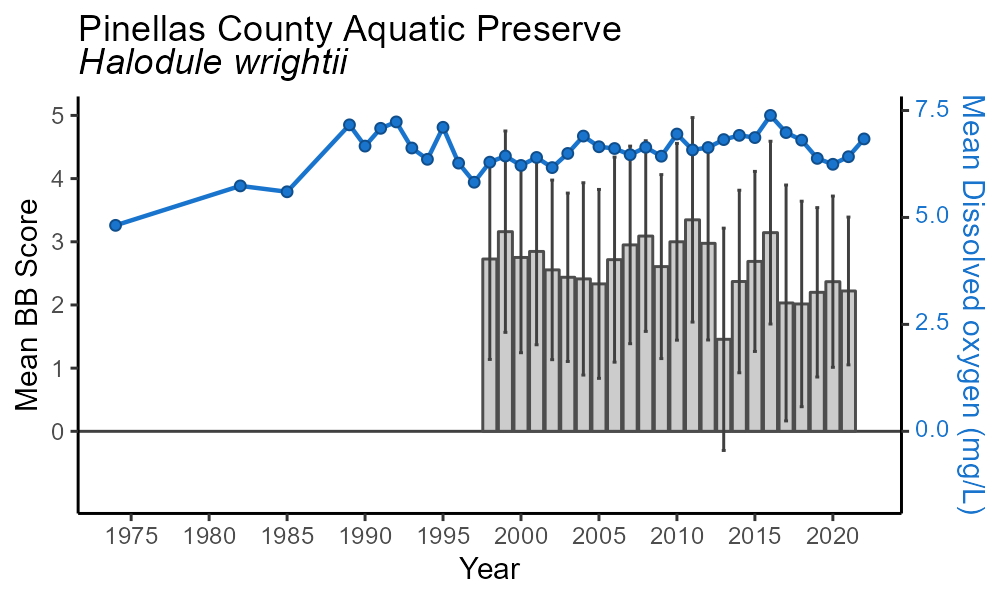 Pinellas County Aquatic Preserve
Halodule wrightii
5
4
3
2
1
0
Mean BB Score
7.5
5.0
2.5
0.0
Mean Dissolved oxygen (mg/L)
1975 1980 1985 1990 1995 2000 2005 2010 2015 2020
Year